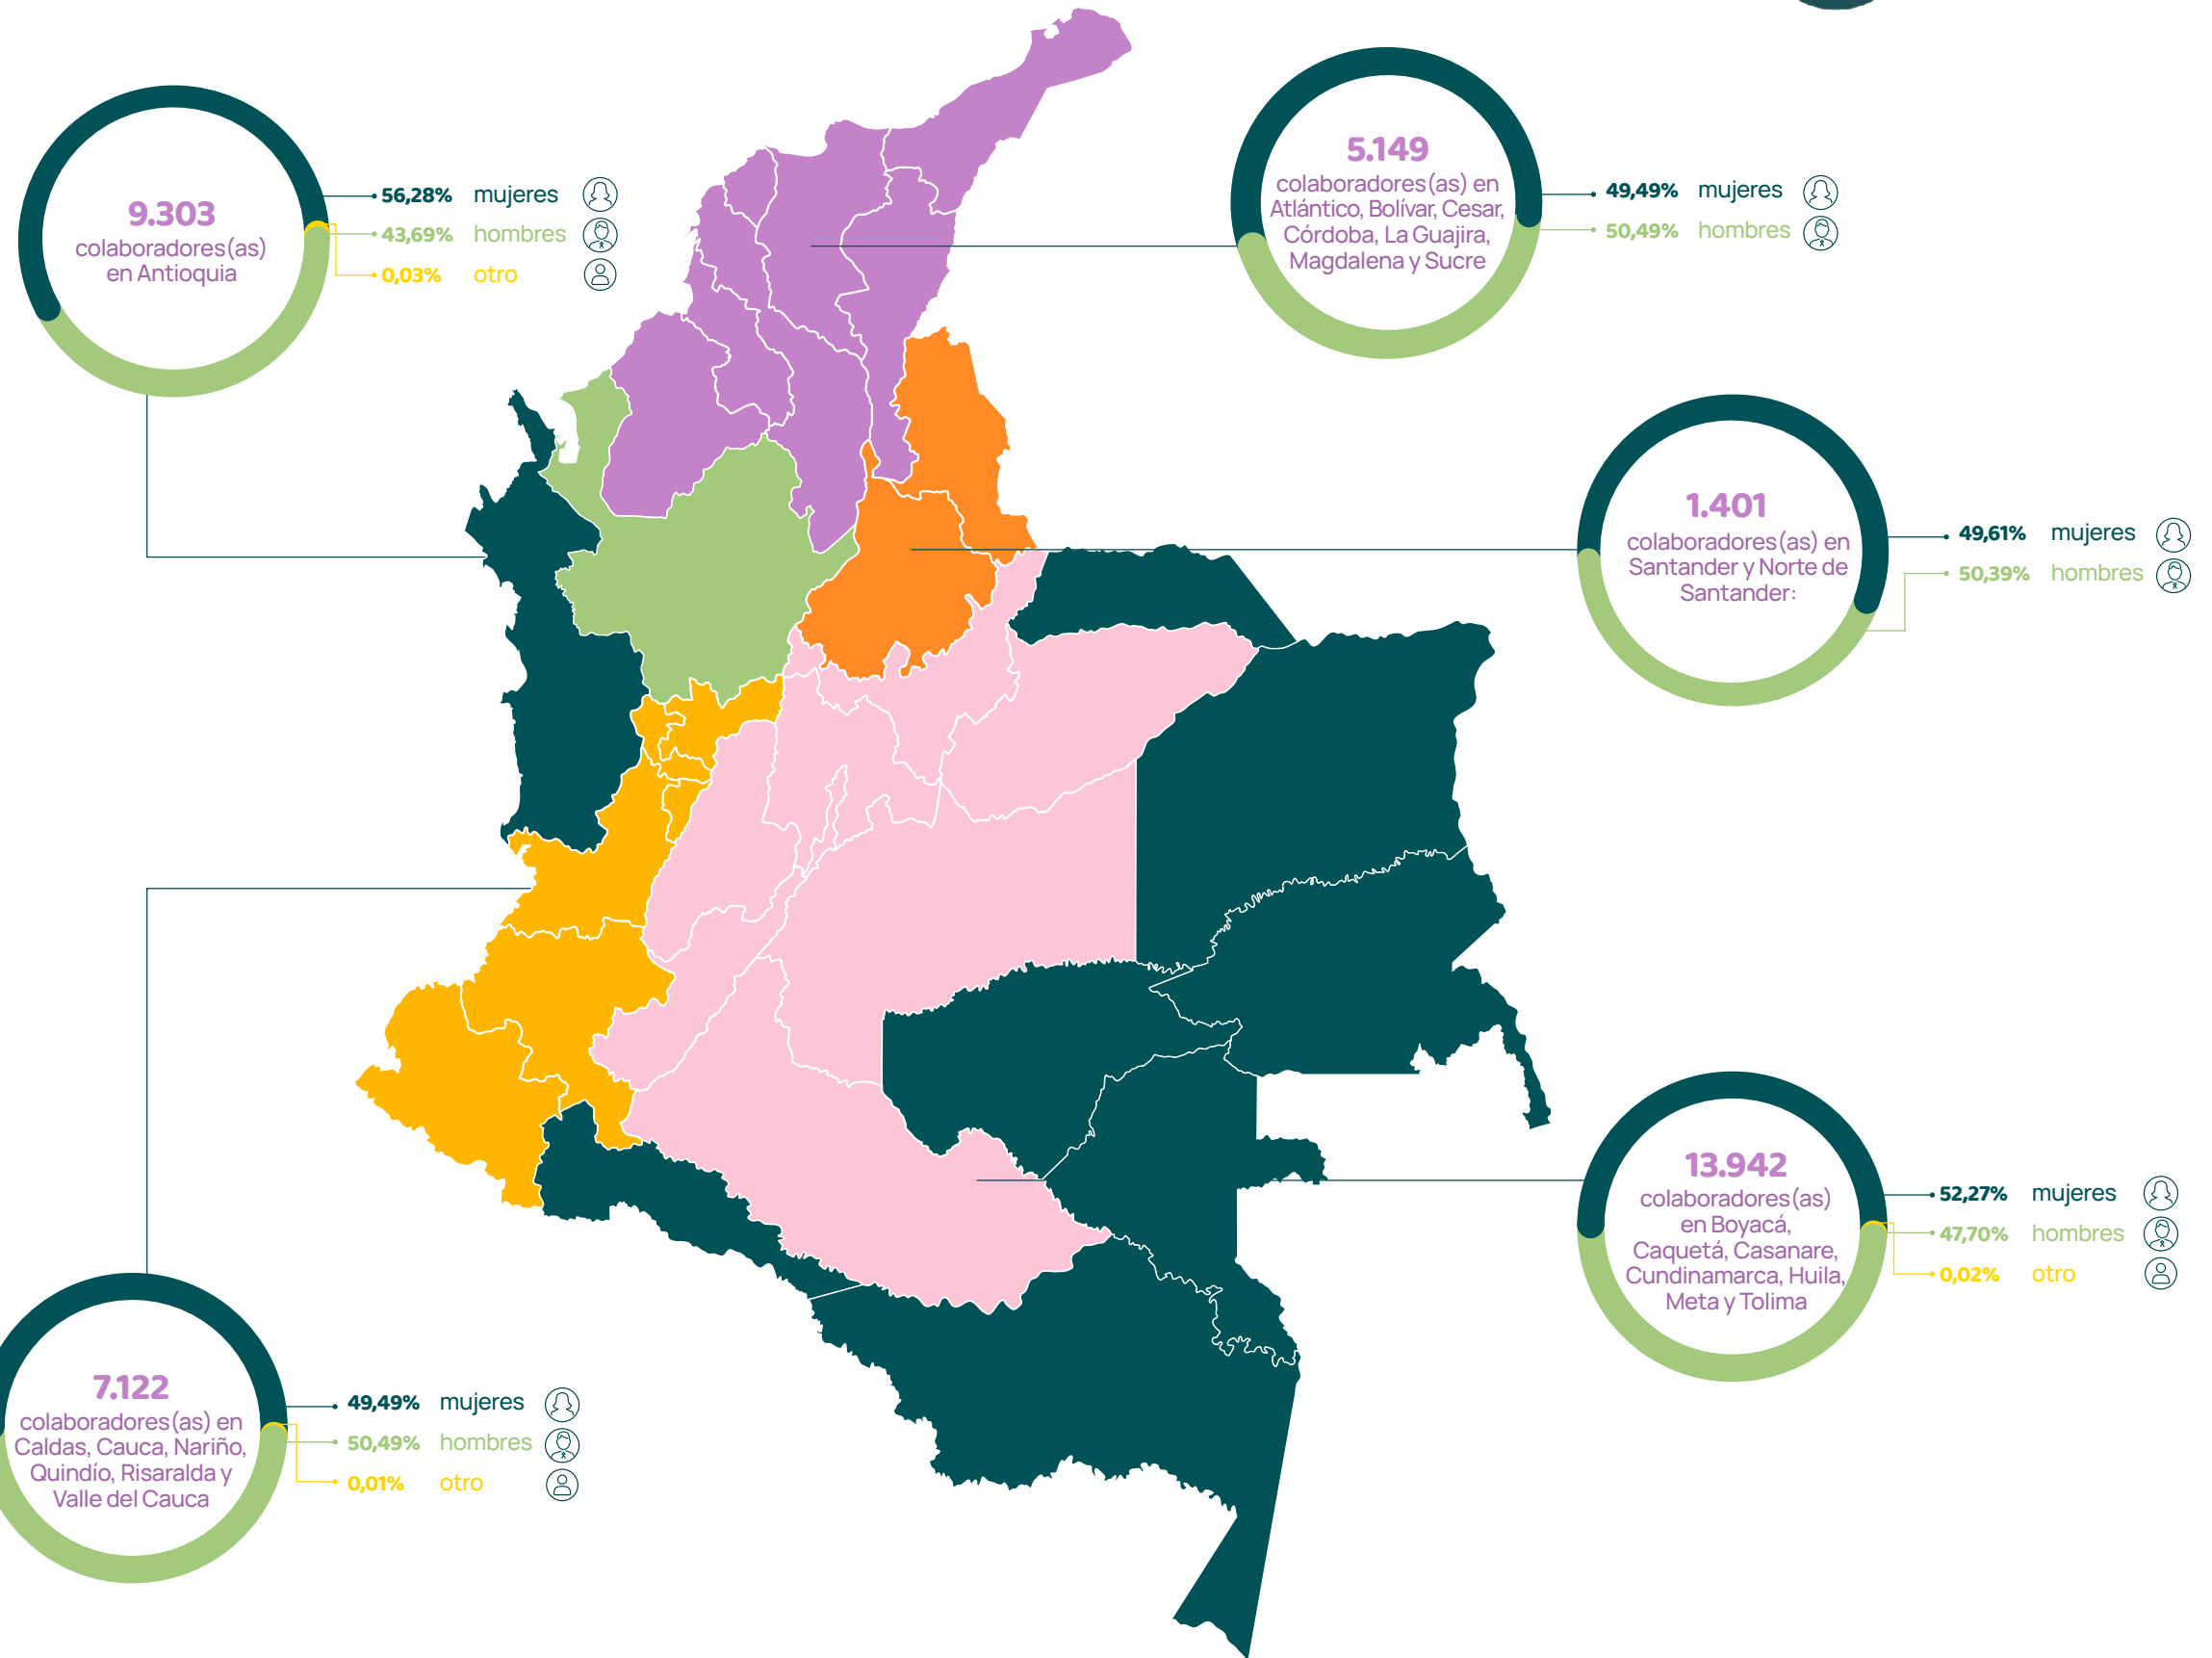 9.303
colaboradores(as)
en Antioquia
56,28% mujeres
43,69% hombres
0,03% otro
5.149
colaboradores(as) en
Atlántico, Bolívar, Cesar,
Córdoba, La Guajira,
Magdalena y Sucre
49,49% mujeres
50,49% hombres
1.401
colaboradores(as) en
Santander y Norte de
Santander:
49,61% mujeres
50,39% hombres
13.942
colaboradores(as)
en Boyacá,
Caquetá, Casanare,
Cundinamarca, Huila,
Meta y Tolima
52,27% mujeres
47,70% hombres
0,02% otro
7.122
colaboradores(as) en
Caldas, Cauca, Nariño,
Quindío, Risaralda y
Valle del Cauca
49,49% mujeres
50,49% hombres
0,01% otro